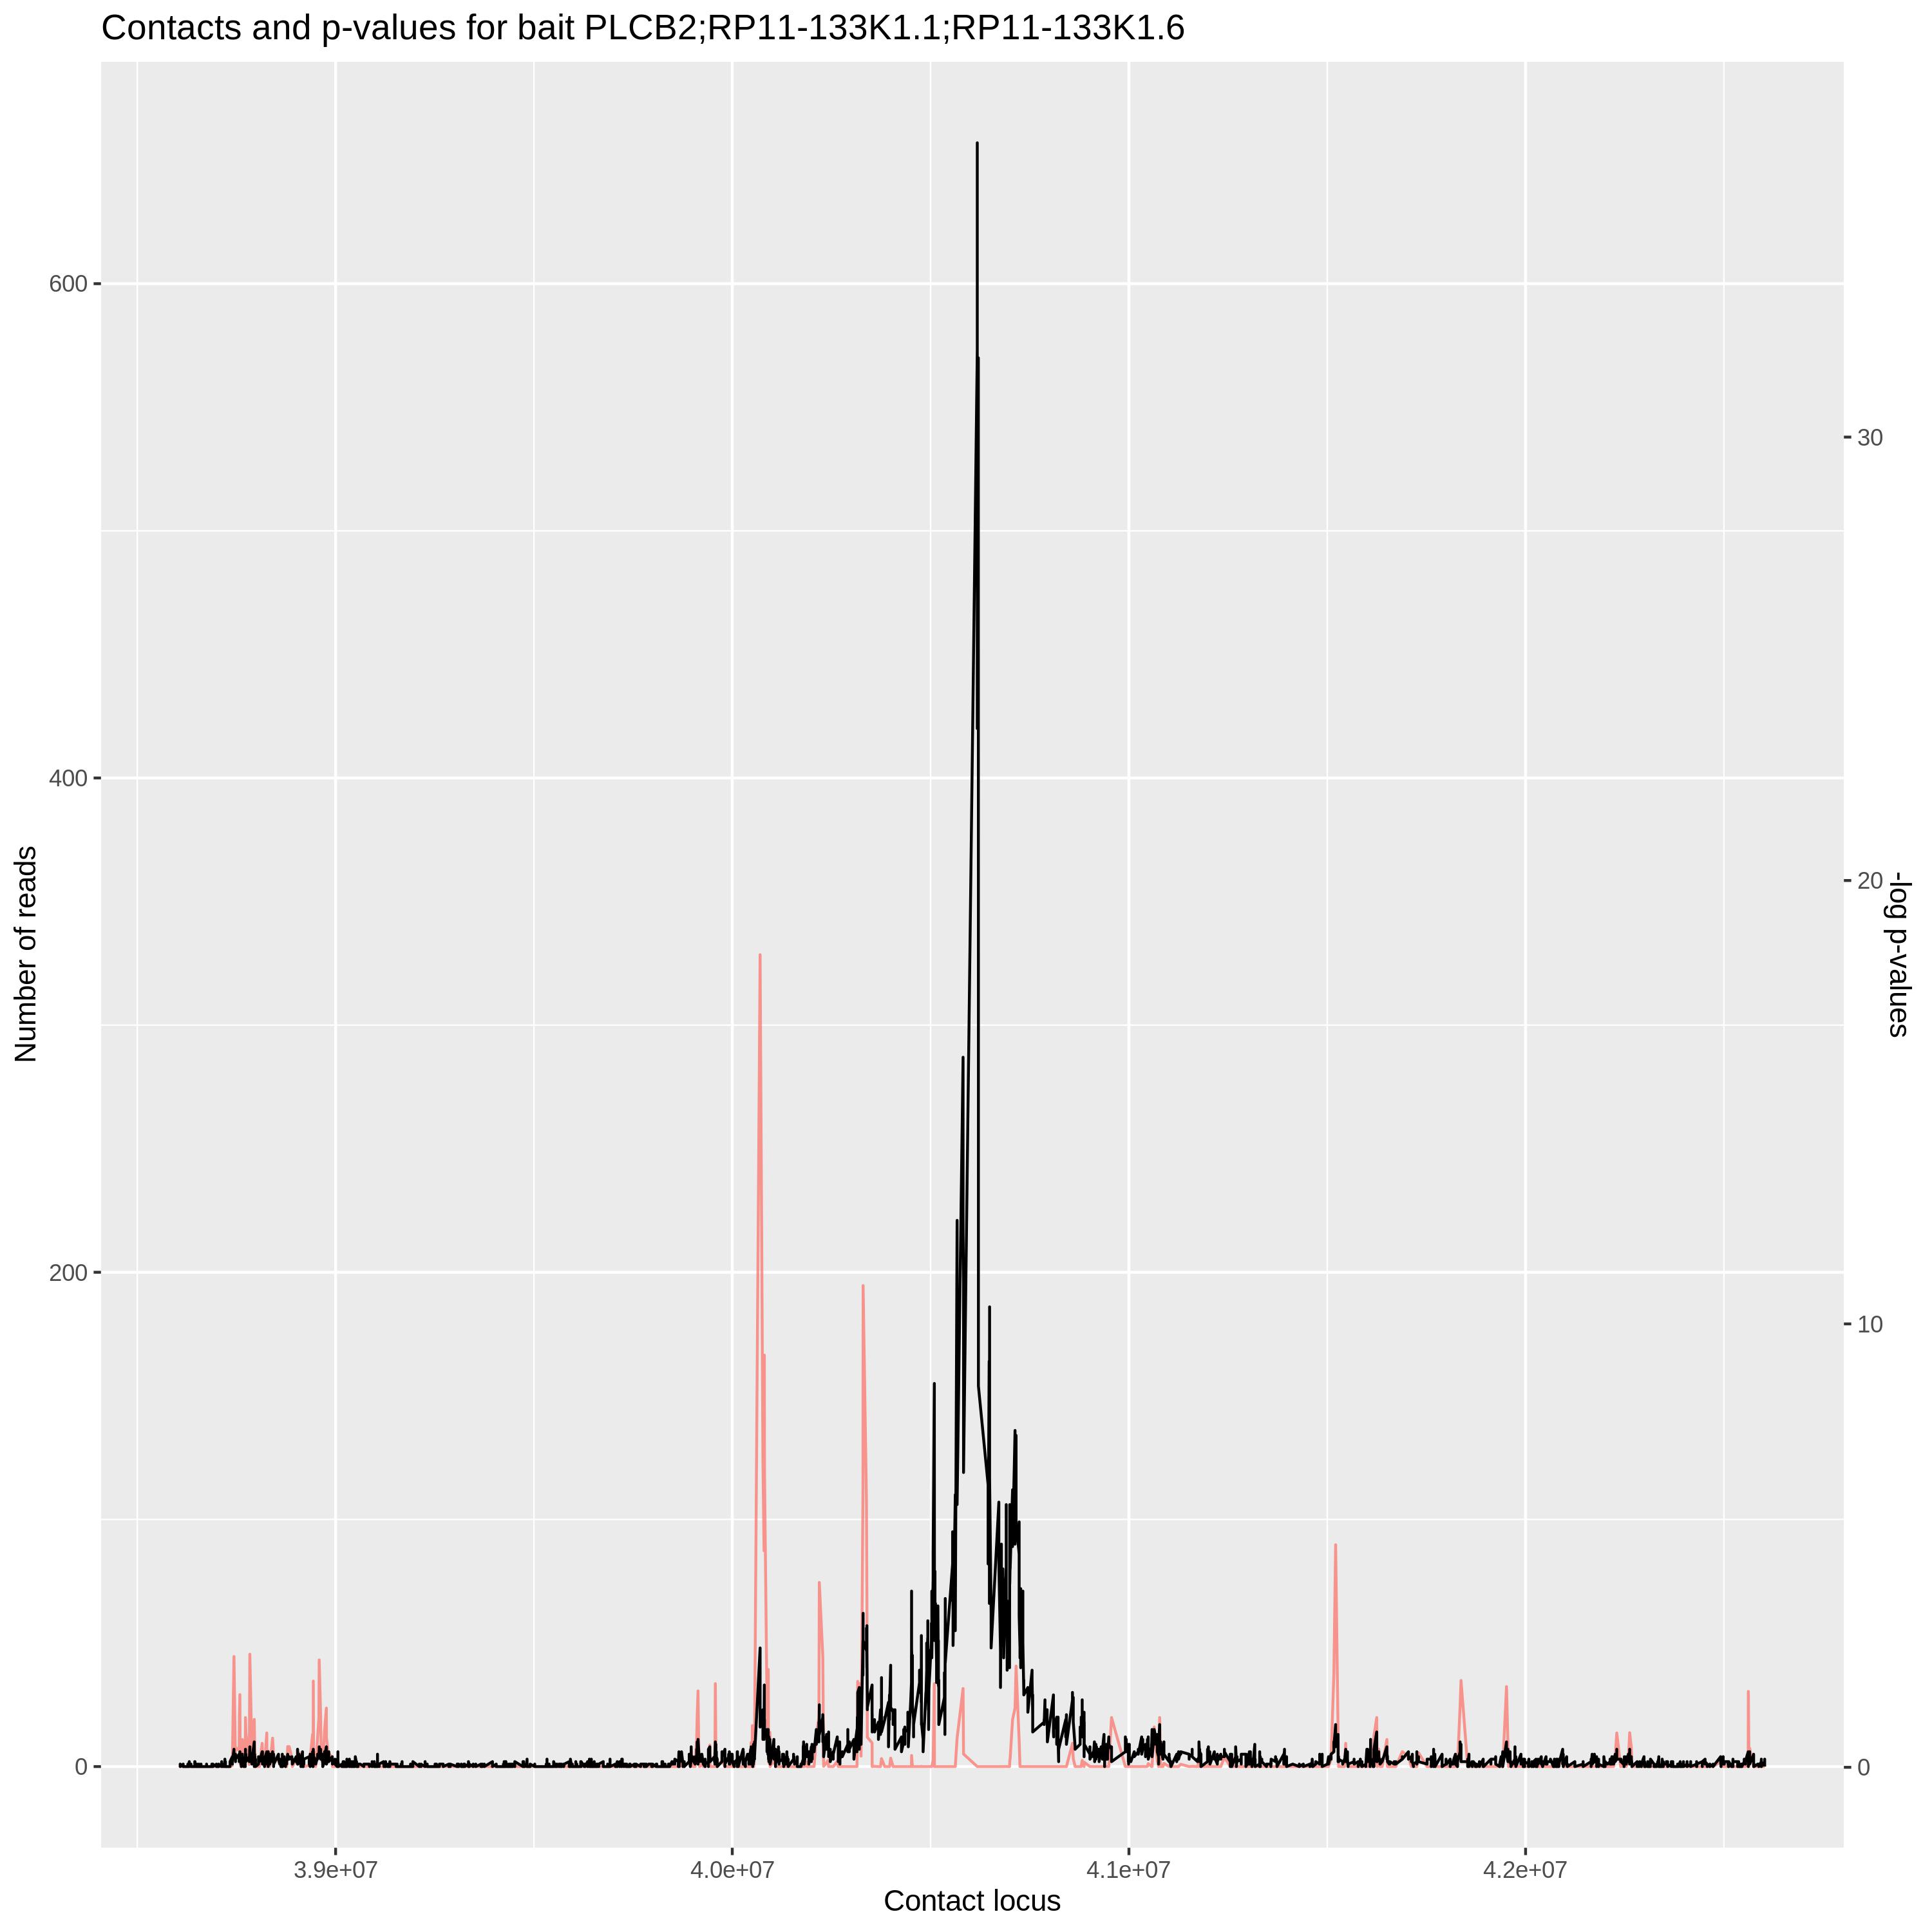 Contacts and p-values for bait PLCB2;RP11-133K1.1;RP11-133K1.6
600
400
200
0
Number of reads
30
20
10
0
-log p-values
3.9e+07
4.0e+07
4.1e+07
4.2e+07
Contact locus